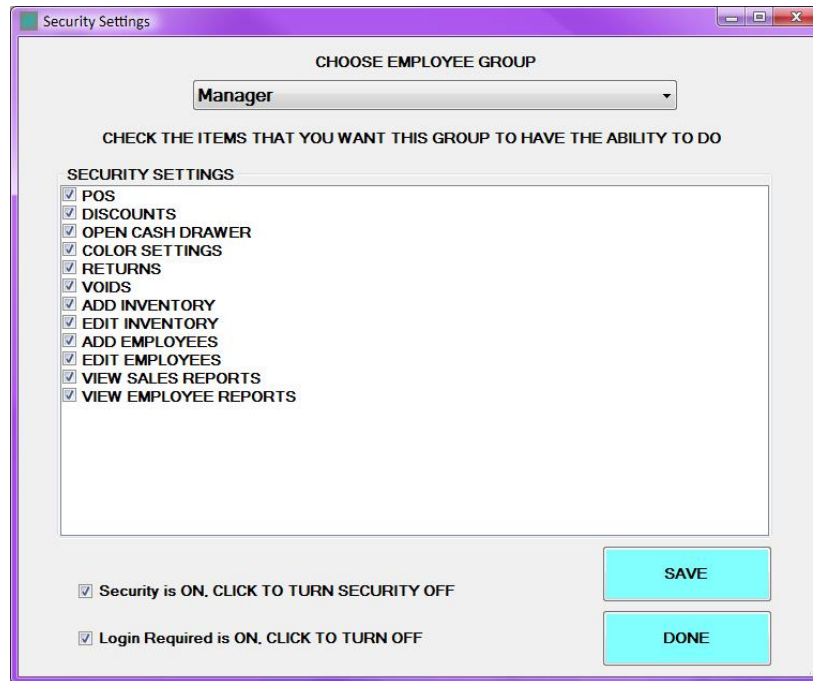 Security Settings
CHOOSE EMPLOYEE GROUP
Manager
CHECK THE ITEMS THAT YOU WANT THIS GROUP TO HAVE THE ABILITY TO DO
SECURITY SETTINGS
POS
DISCOUNTS
OPEN CASH DRAWER
COLOR SETTINGS
RETURNS
VOIDS
ADD INVENTORY
EDIT INVENTORY
ADD EMPLOYEES
EDIT EMPLOYEES
VIEW SALES REPORTS
VIEW EMPLOYEE REPORTS
Security is ON, CLICK TO TURN SECURITY OFF
SAVE
Login Required is ON, CLICK TO TURN OFF
DONE